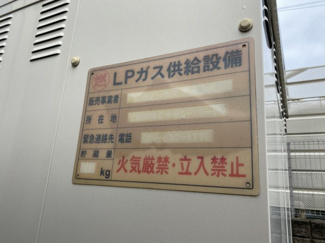 LPガス供給設備
販売事業者
所在地
緊急連絡先 電話
貯蔵量
kg 火気厳禁・立入禁止